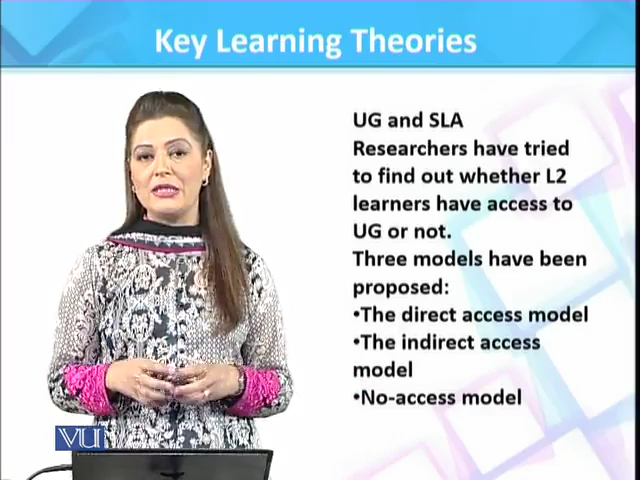 Key Learning Theories
UG and SLA
Researchers have tried
to find out whether L2
learners have access to
UG or not.
Three models have been
proposed:
•The direct access model
•The indirect access
model
•No-access model
VU